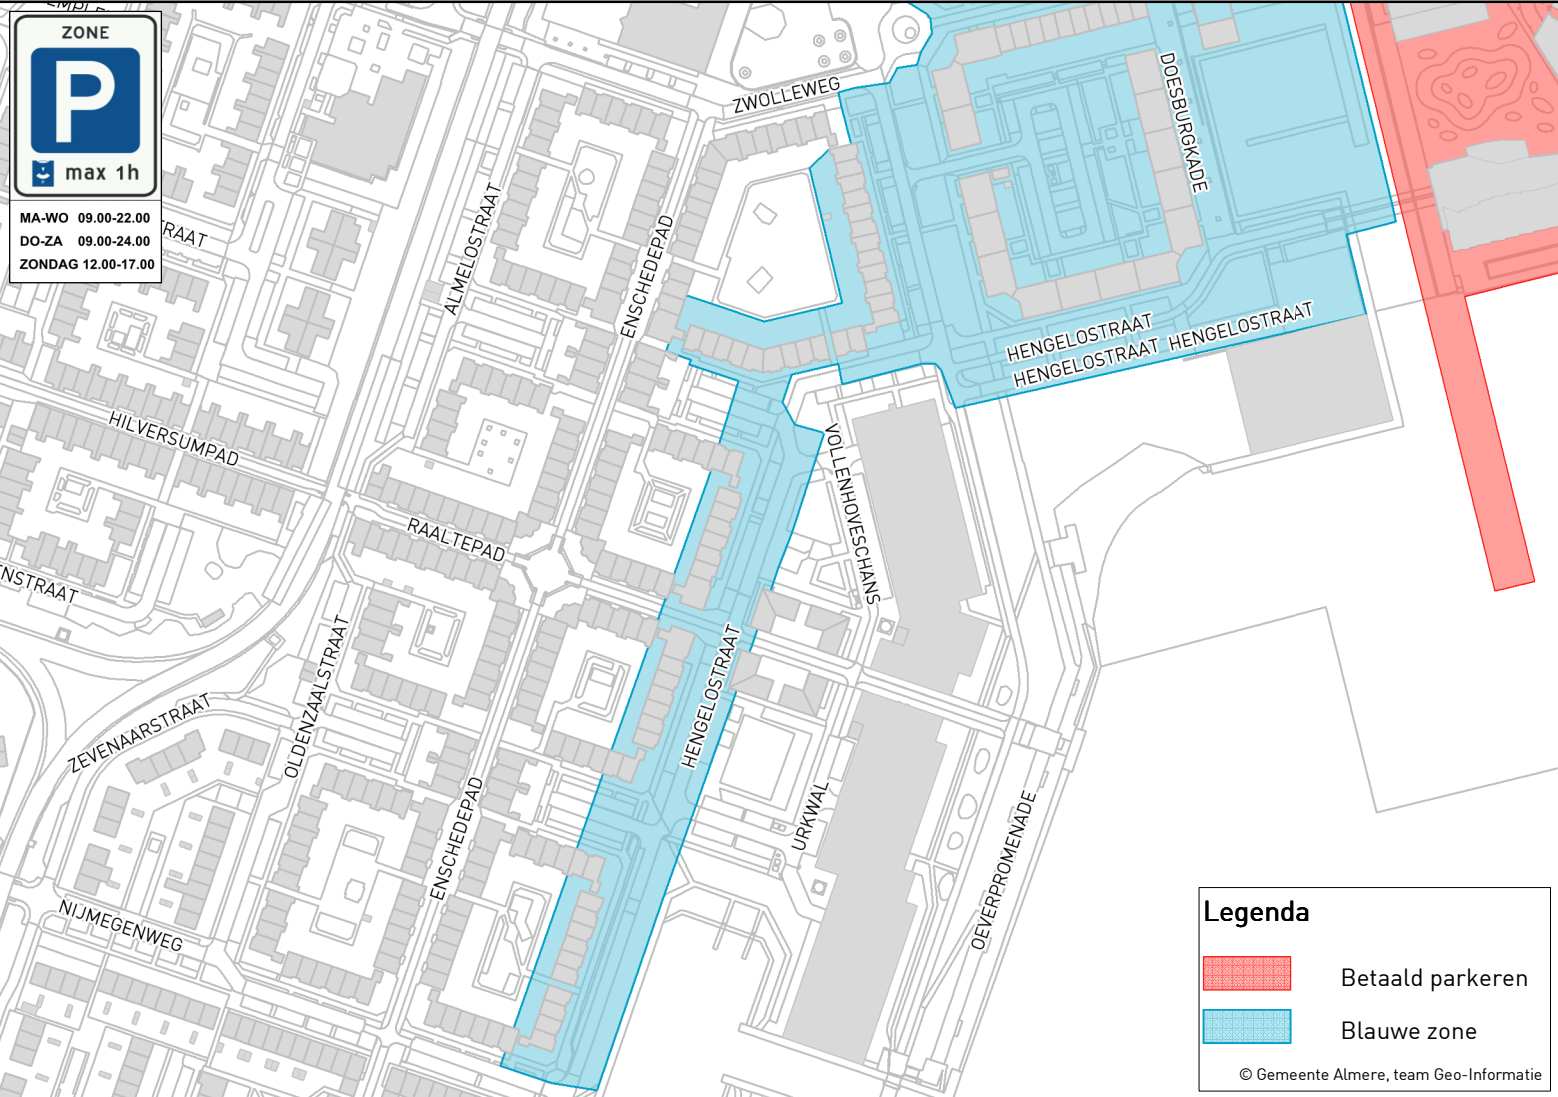 ZONE
P
max 1h
MA-WO 09.00-22.00
DO-ZA 09.00-24.00
ZONDAG 12.00-17.00
ZWOLLEWEG
DOESBURGKADE
ALMELOSTRAAT
ENSCHEDEPAD
HENGELOSTRAAT
HENGELOSTRAAT
HENGELOSTRAAT
HILVERSUMPAD
RAALTEPAD
VOLLENHOVESCHANS
OLDENZAALSTRAAT
ZEVENAARSTRAAT
HENGELOSTRAAT
ENSCHEDEPAD
URKWAL
OEVERPROMENADE
NIJMEGENWEG
Legenda
Betaald parkeren
Blauwe zone
© Gemeente Almere, team Geo-Informatie